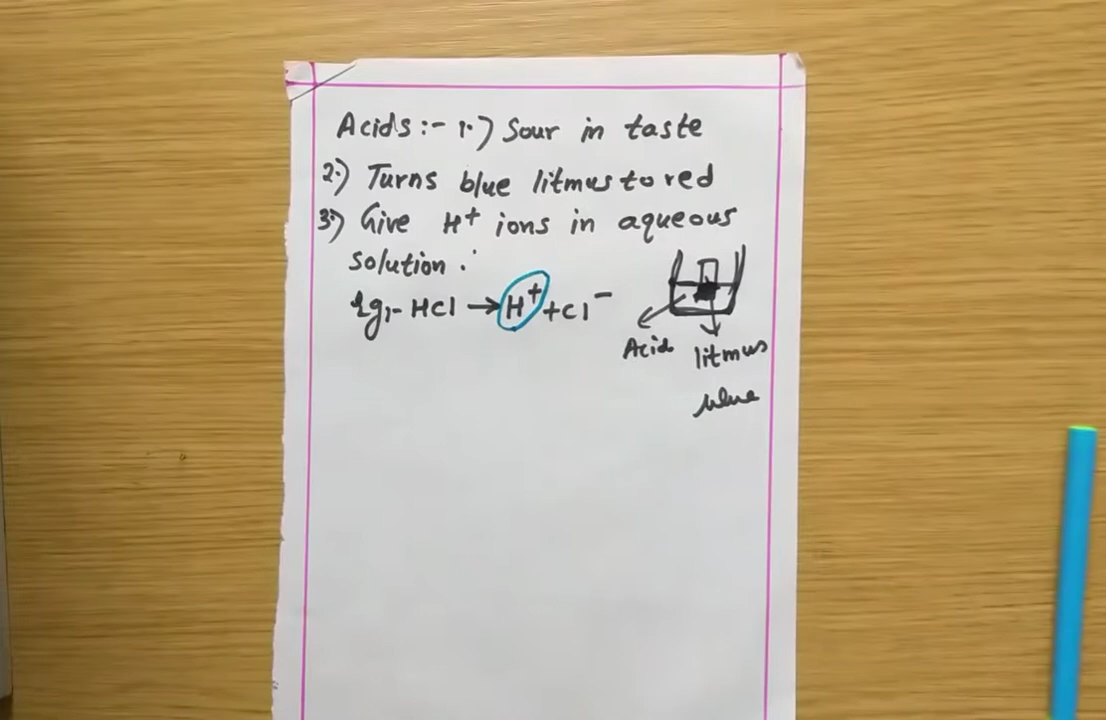 Acids :- 1.) Sour in taste
2.) Turns blue litmus to red
3.) Give H⁺ ions in aqueous
solution.
eg:- HCl → H⁺ + Cl⁻
Acid
litmus
blue